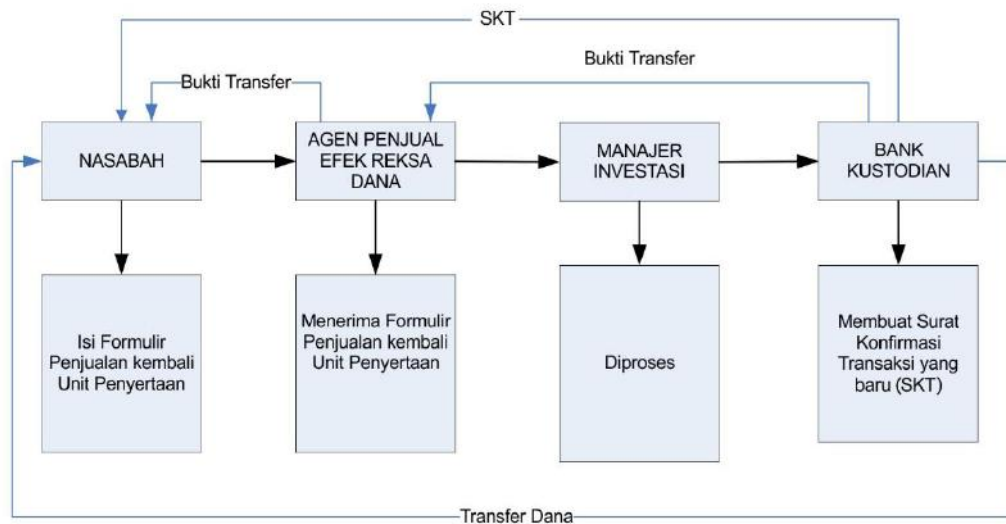 SKT
Bukti Transfer
Bukti Transfer
NASABAH
AGEN PENJUAL
EFEK REKSA
DANA
MANAJER
INVESTASI
BANK
KUSTODIAN
Isi Formulir
Penjualan kembali
Unit Penyertaan
Menerima Formulir
Penjualan kembali
Unit Penyertaan
Diproses
Membuat Surat
Konfirmasi
Transaksi yang
baru (SKT)
Transfer Dana